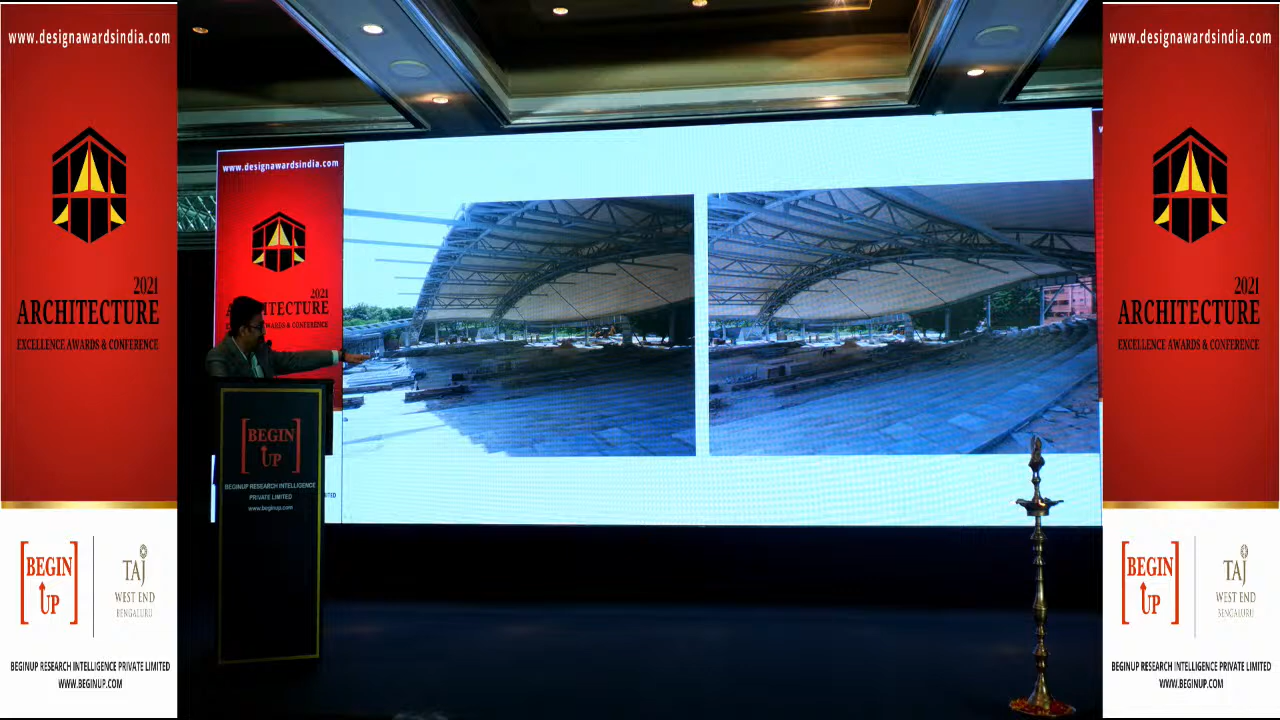 www.designawardsindia.com
2021
ARCHITECTURE
EXCELLENCE AWARDS & CONFERENCE
BEGIN
UP
TAJ
WEST END
BENGALURU
BEGINUP RESEARCH INTELLIGENCE PRIVATE LIMITED
WWW.BEGINUP.COM
www.designawardsindia.com
2021
HITECTURE
AWARDS & CONFERENCE
BEGIN
UP
BEGINUP RESEARCH INTELLIGENCE
PRIVATE LIMITED
www.beginup.com
www.designawardsindia.com
2021
ARCHITECTURE
EXCELLENCE AWARDS & CONFERENCE
BEGIN
UP
TAJ
WEST END
BENGALURU
BEGINUP RESEARCH INTELLIGENCE PRIVATE LIMITED
WWW.BEGINUP.COM